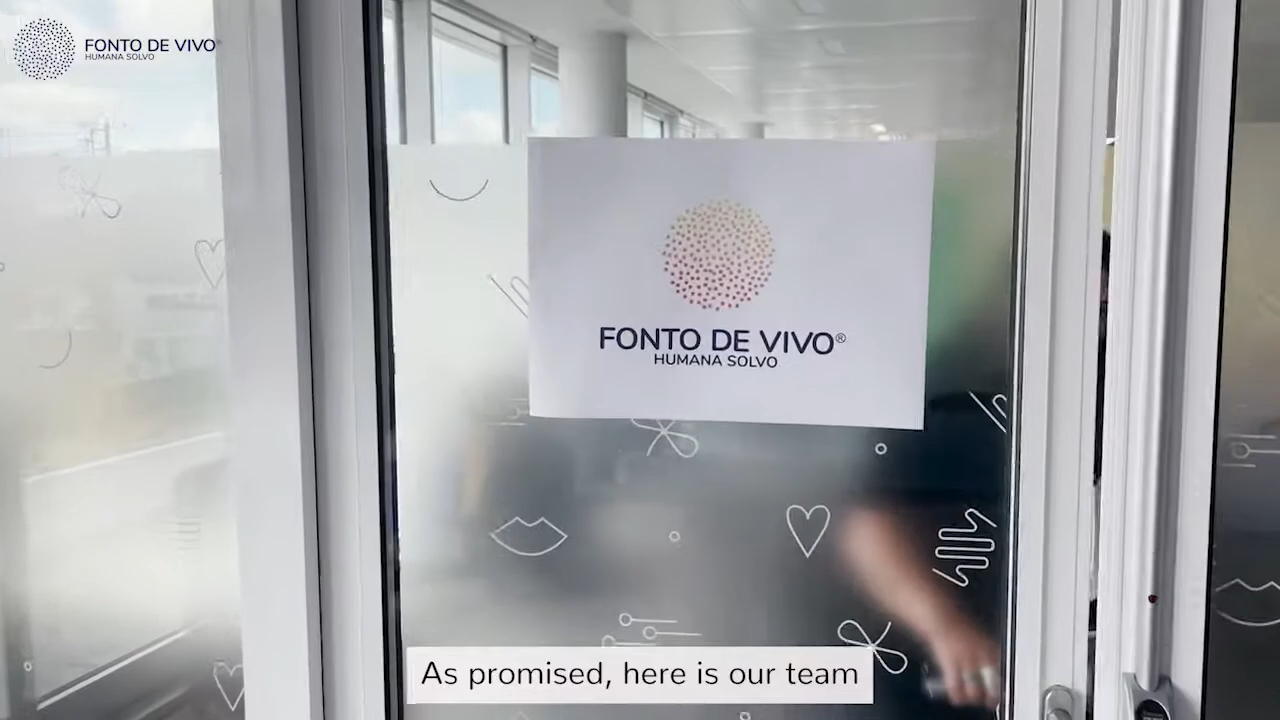 FONTO DE VIVO
HUMANA SOLVO
FONTO DE VIVO®
HUMANA SOLVO
As promised, here is our team